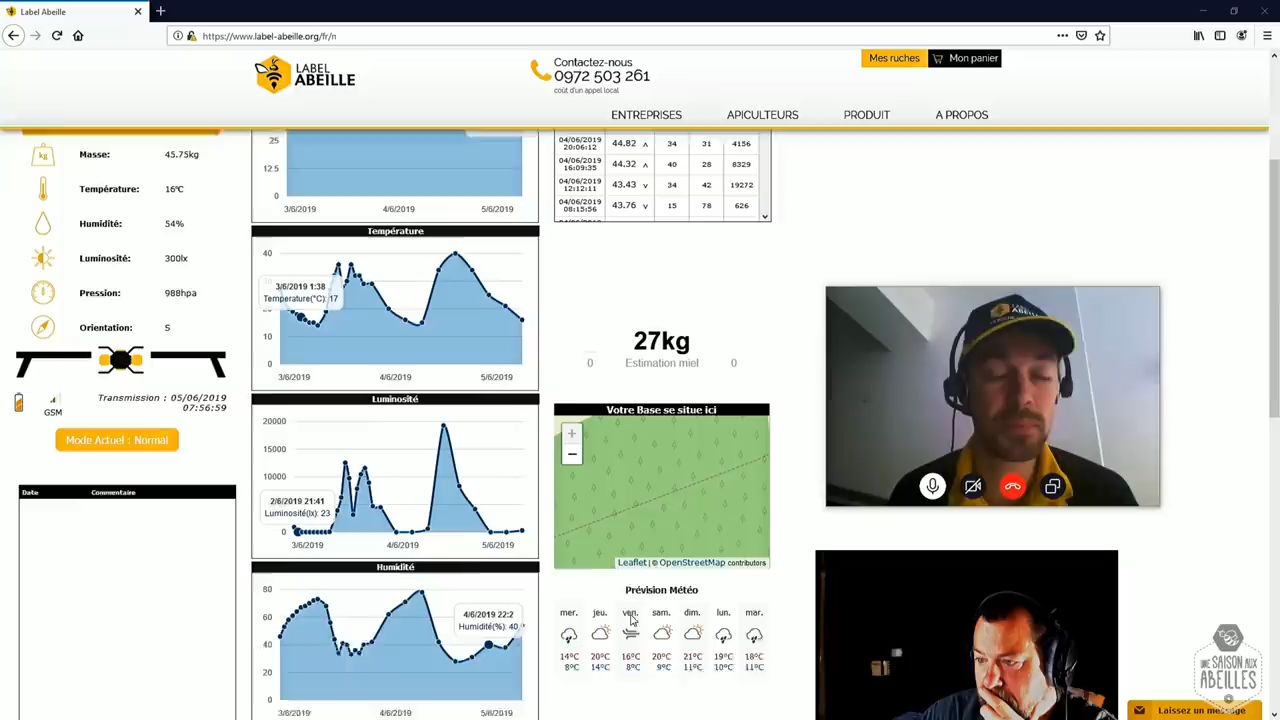 Label Abeille
https://www.label-abeille.org/fr/n
LABEL
ABEILLE
Contactez-nous
0972 503 261
coût d'un appel local
Mes ruches
Mon panier
ENTREPRISES
APICULTEURS
PRODUIT
A PROPOS
Masse: 45.75kg
Température: 16°C
Humidité: 54%
Luminosité: 300lx
Pression: 988hpa
Orientation: S
GSM
Transmission : 05/06/2019
07:56:59
Mode Actuel : Normal
Date Commentaire
25
12.5
0
3/6/2019 4/6/2019 5/6/2019
Température
40
20
10
0
3/6/2019 1:38
Temperature(°C): 17
3/6/2019 4/6/2019 5/6/2019
Luminosité
20000
15000
10000
0
2/6/2019 21:41
Luminosité(lx): 23
3/6/2019 4/6/2019 5/6/2019
Humidité
80
60
40
20
0
4/6/2019 22:2
Humidité(%): 40.
3/6/2019 4/6/2019 5/6/2019
04/06/2019
20:06:12 44.82 ʌ 34 31 4156
04/06/2019
16:09:35 44.32 ʌ 40 28 8329
04/06/2019
12:12:11 43.43 v 34 42 19272
04/06/2019
08:15:56 43.76 v 15 78 626
27kg
0 Estimation miel 0
Votre Base se situe ici
+
−
Leaflet | © OpenStreetMap contributors
Prévision Météo
mer. jeu. ven. sam. dim. lun. mar.
14°C 20°C 16°C 20°C 21°C 19°C 18°C
8°C 14°C 8°C 9°C 11°C 10°C 11°C
LABEL
ABEILLE
UNE SAISON AUX
ABEILLES
Laissez un message